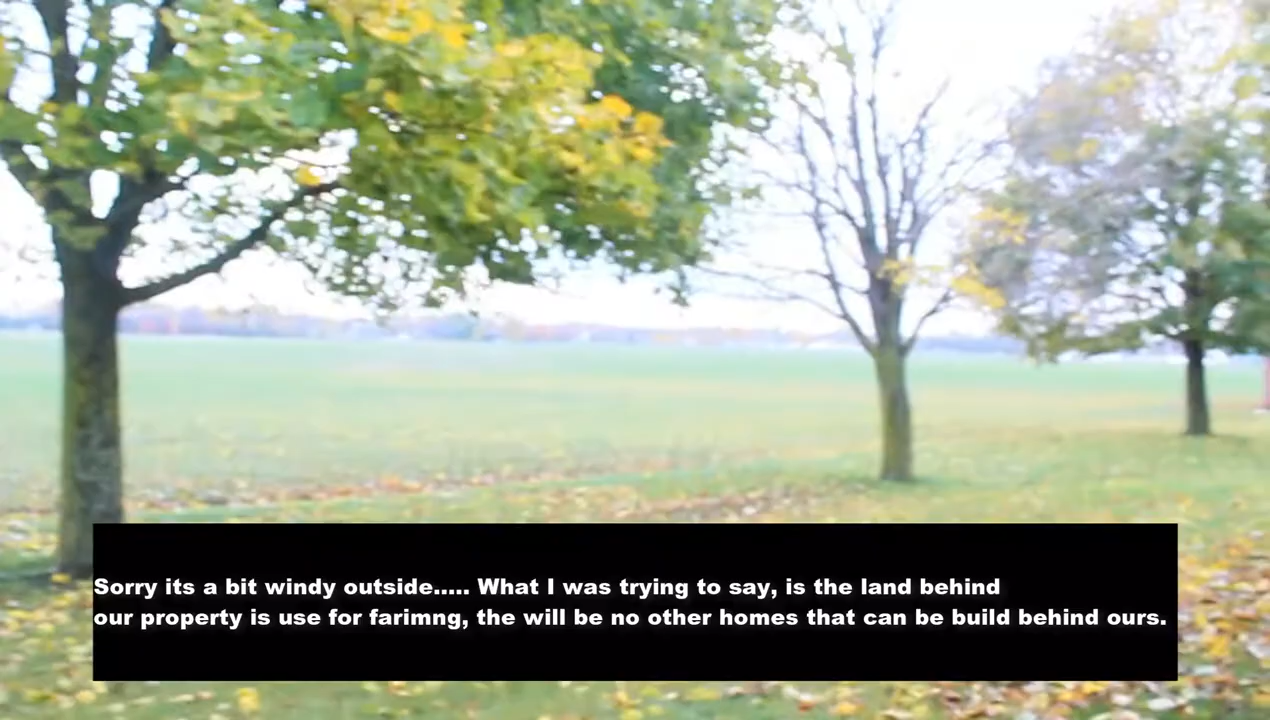 Sorry its a bit windy outside..... What I was trying to say, is the land behind
our property is use for farimng, the will be no other homes that can be build behind ours.